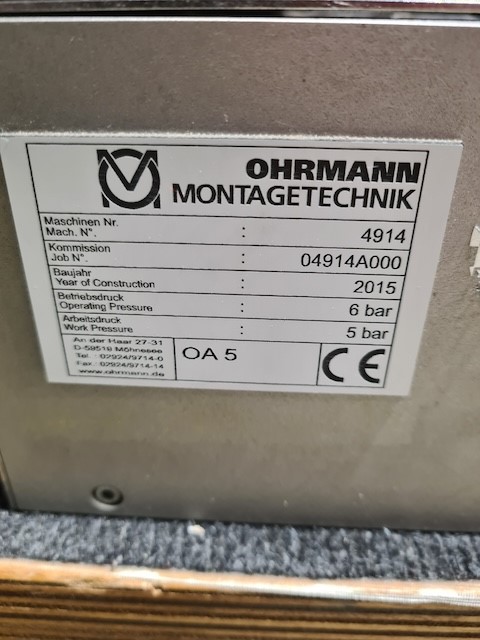 OHRMANN
MONTAGETECHNIK
Maschinen Nr.
Mach. N°. : 4914
Kommission
Job N°. : 04914A000
Baujahr
Year of Construction : 2015
Betriebsdruck
Operating Pressure : 6 bar
Arbeitsdruck
Work Pressure : 5 bar
An der Haar 27-31
D-59519 Möhnesee
Tel. : 02924/9714-0
Fax : 02924/9714-14
www.ohrmann.de
OA 5
CE